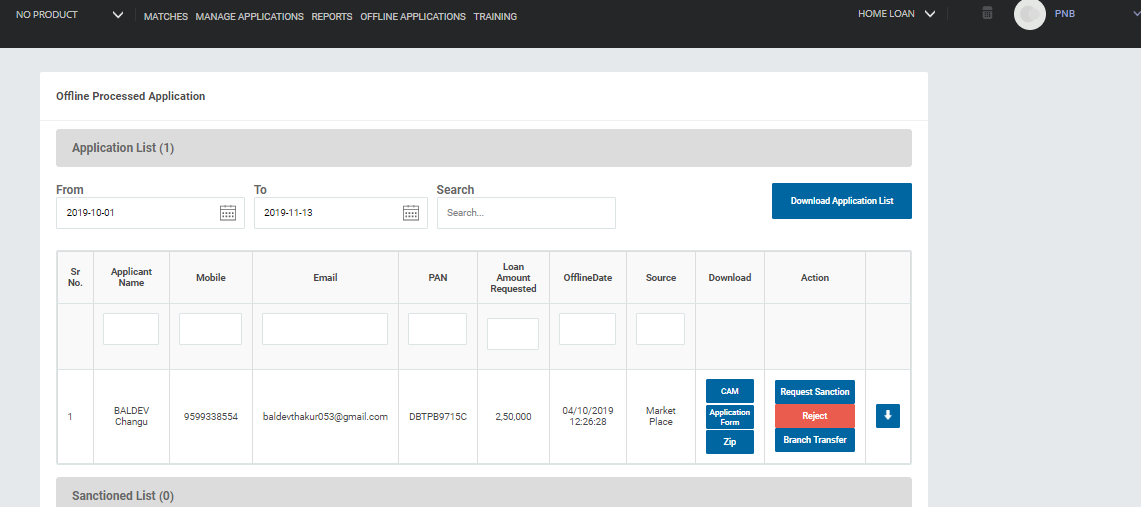 NO PRODUCT
MATCHES MANAGE APPLICATIONS REPORTS OFFLINE APPLICATIONS TRAINING
HOME LOAN
PNB
Offline Processed Application
Application List (1)
From
To
Search
2019-10-01
2019-11-13
Search...
Download Application List
Sr
No.
Applicant
Name
Mobile
Email
PAN
Loan
Amount
Requested
OfflineDate
Source
Download
Action
1
BALDEV
Changu
9599338554
baldevthakur053@gmail.com
DBTPB9715C
2,50,000
04/10/2019
12:26:28
Market
Place
CAM
Application
Form
Zip
Request Sanction
Reject
Branch Transfer
Sanctioned List (0)